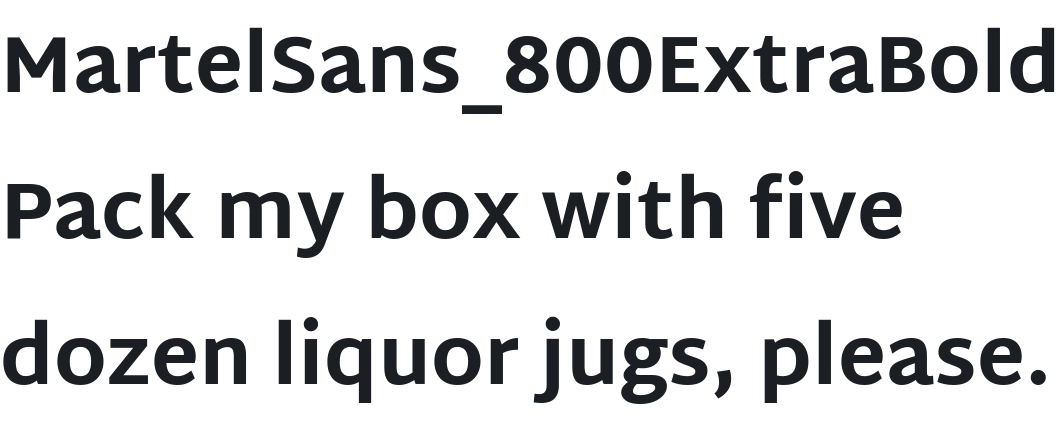 MartelSans_800ExtraBold
Pack my box with five
dozen liquor jugs, please.